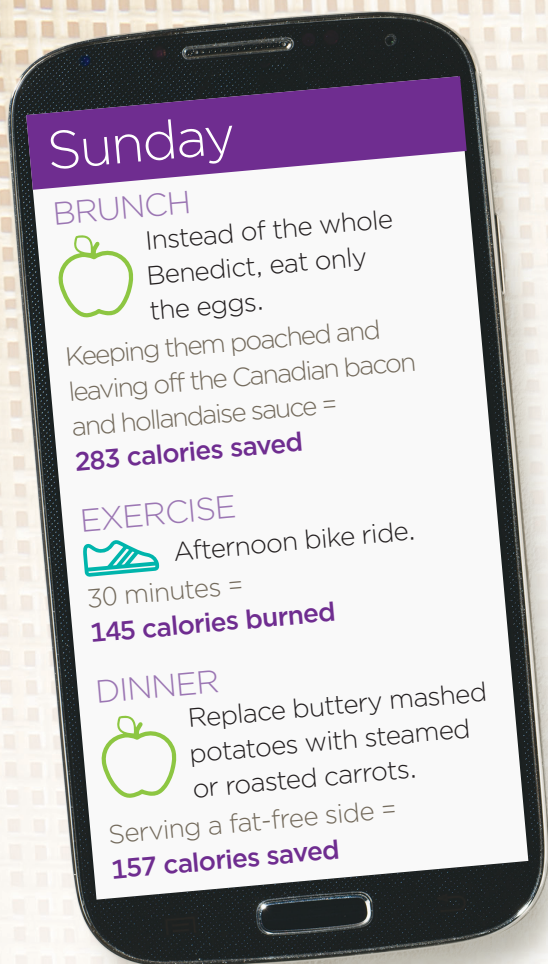 Sunday
BRUNCH
Instead of the whole
Benedict, eat only
the eggs.
Keeping them poached and
leaving off the Canadian bacon
and hollandaise sauce =
283 calories saved
EXERCISE
Afternoon bike ride.
30 minutes =
145 calories burned
DINNER
Replace buttery mashed
potatoes with steamed
or roasted carrots.
Serving a fat-free side =
157 calories saved